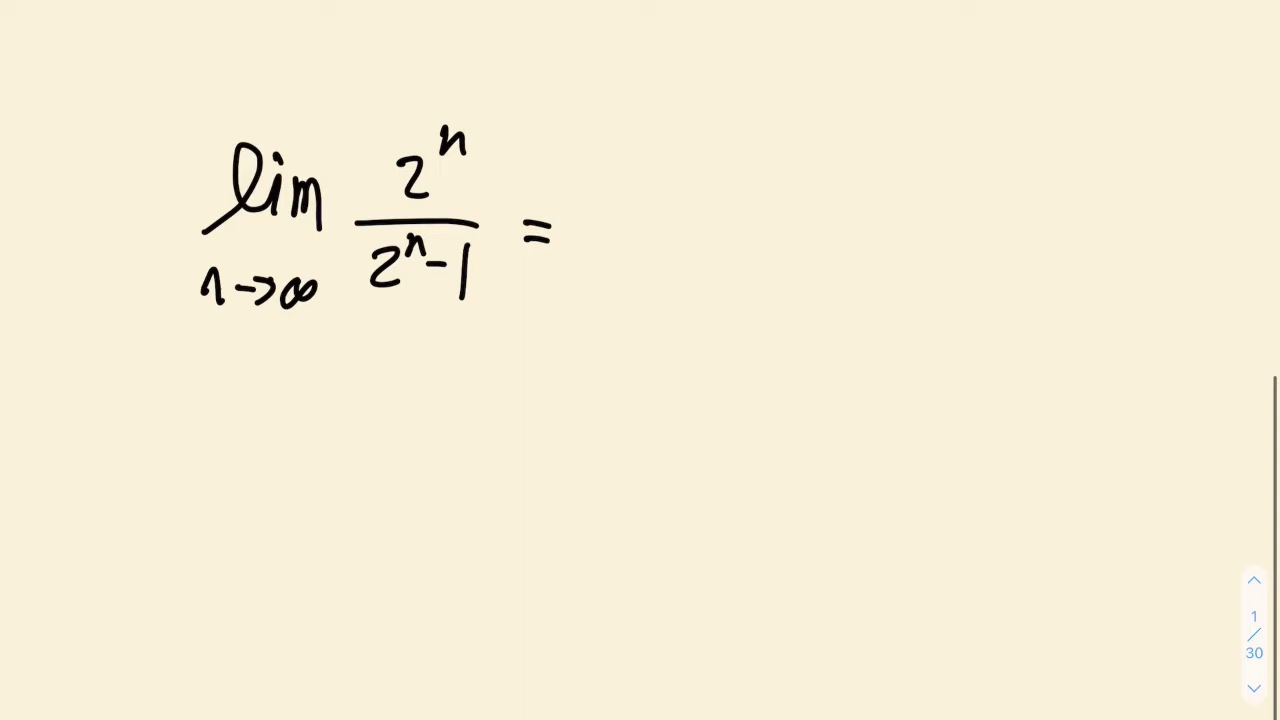 lim 2^n
n→∞ 2^n-1 =
1
/
30